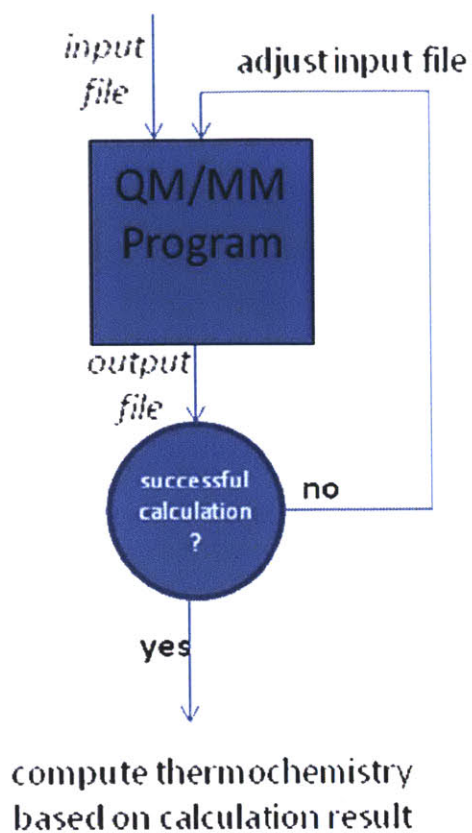 input
file
adjust input file
QM/MM
Program
output
file
successful
calculation
?
no
yes
compute thermochemistry
based on calculation result